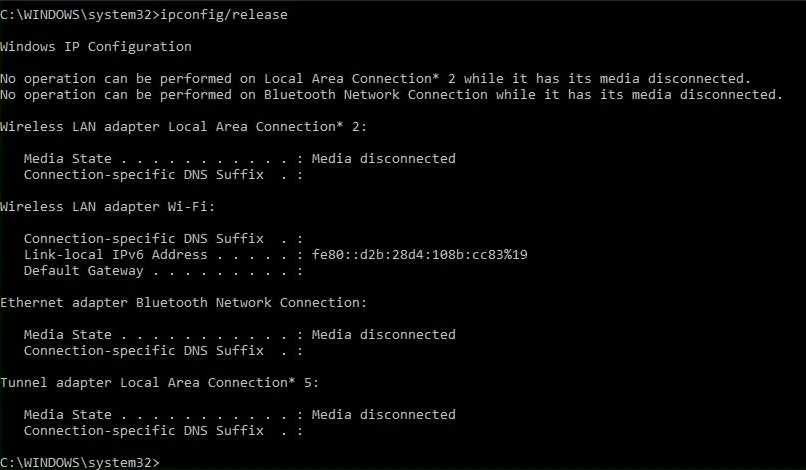 C:\WINDOWS\system32>ipconfig/release
Windows IP Configuration
No operation can be performed on Local Area Connection* 2 while it has its media disconnected.
No operation can be performed on Bluetooth Network Connection while it has its media disconnected.
Wireless LAN adapter Local Area Connection* 2:
Media State . . . . . . . . . . . : Media disconnected
Connection-specific DNS Suffix  . :
Wireless LAN adapter Wi-Fi:
Connection-specific DNS Suffix  . :
Link-local IPv6 Address . . . . . : fe80::d2b:28d4:108b:cc83%19
Default Gateway . . . . . . . . . :
Ethernet adapter Bluetooth Network Connection:
Media State . . . . . . . . . . . : Media disconnected
Connection-specific DNS Suffix  . :
Tunnel adapter Local Area Connection* 5:
Media State . . . . . . . . . . . : Media disconnected
Connection-specific DNS Suffix  . :
C:\WINDOWS\system32>